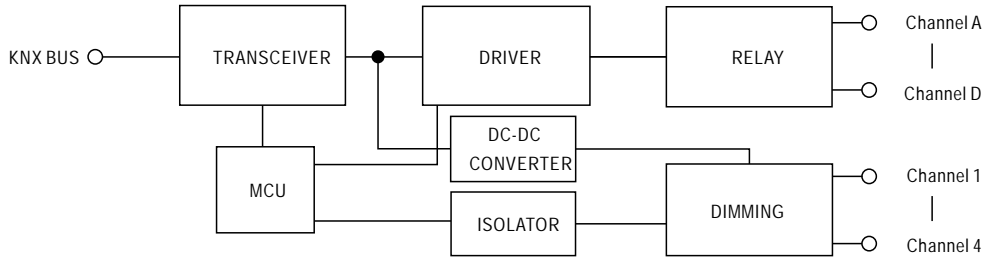 KNX BUS
TRANSCEIVER
DRIVER
RELAY
Channel A
Channel D
MCU
DC-DC
CONVERTER
ISOLATOR
DIMMING
Channel 1
Channel 4